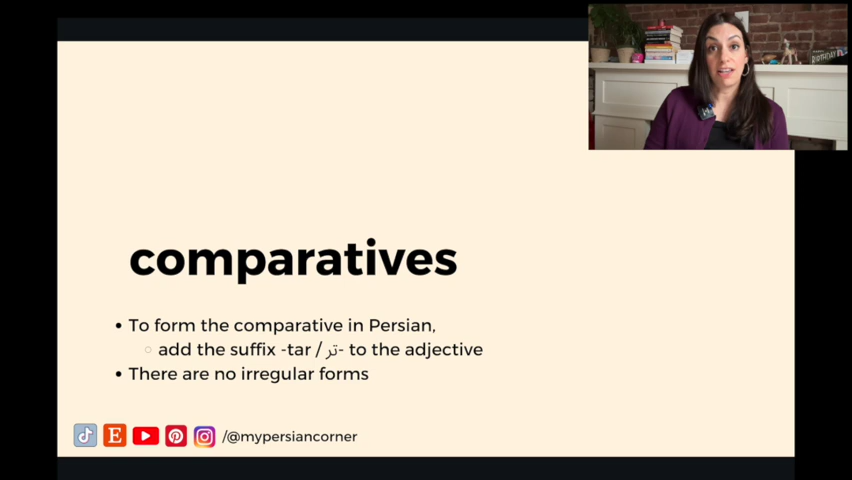 comparatives
• To form the comparative in Persian,
○ add the suffix -tar / تر- to the adjective
• There are no irregular forms
/@mypersiancorner